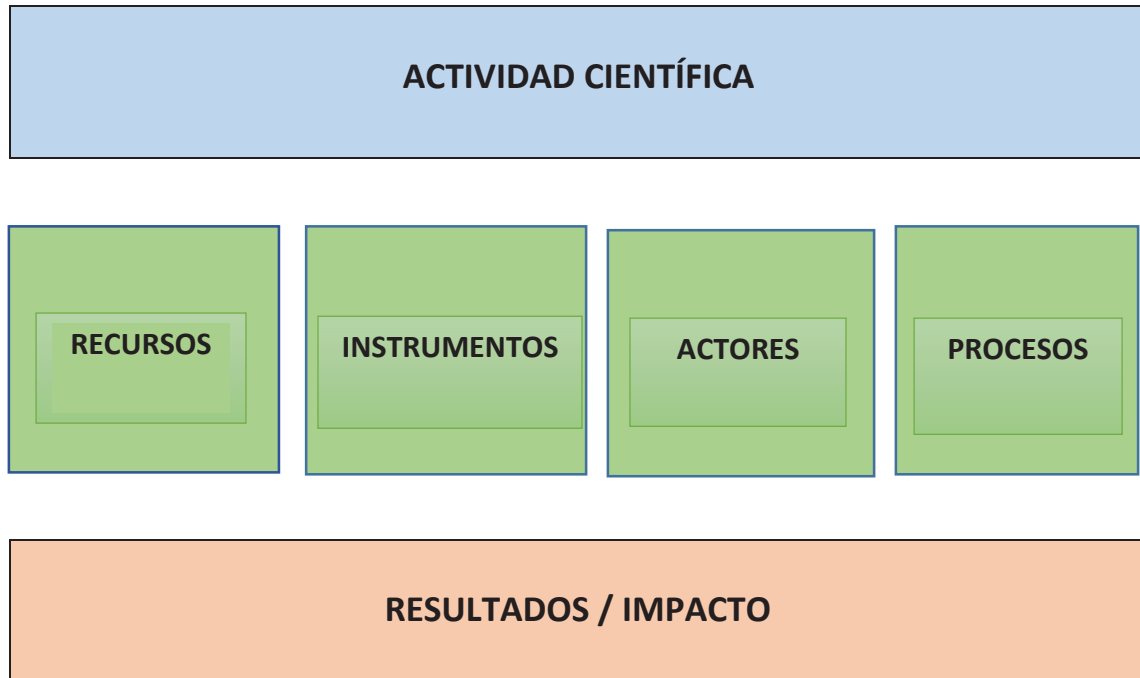 ACTIVIDAD CIENTÍFICA
RECURSOS
INSTRUMENTOS
ACTORES
PROCESOS
RESULTADOS / IMPACTO